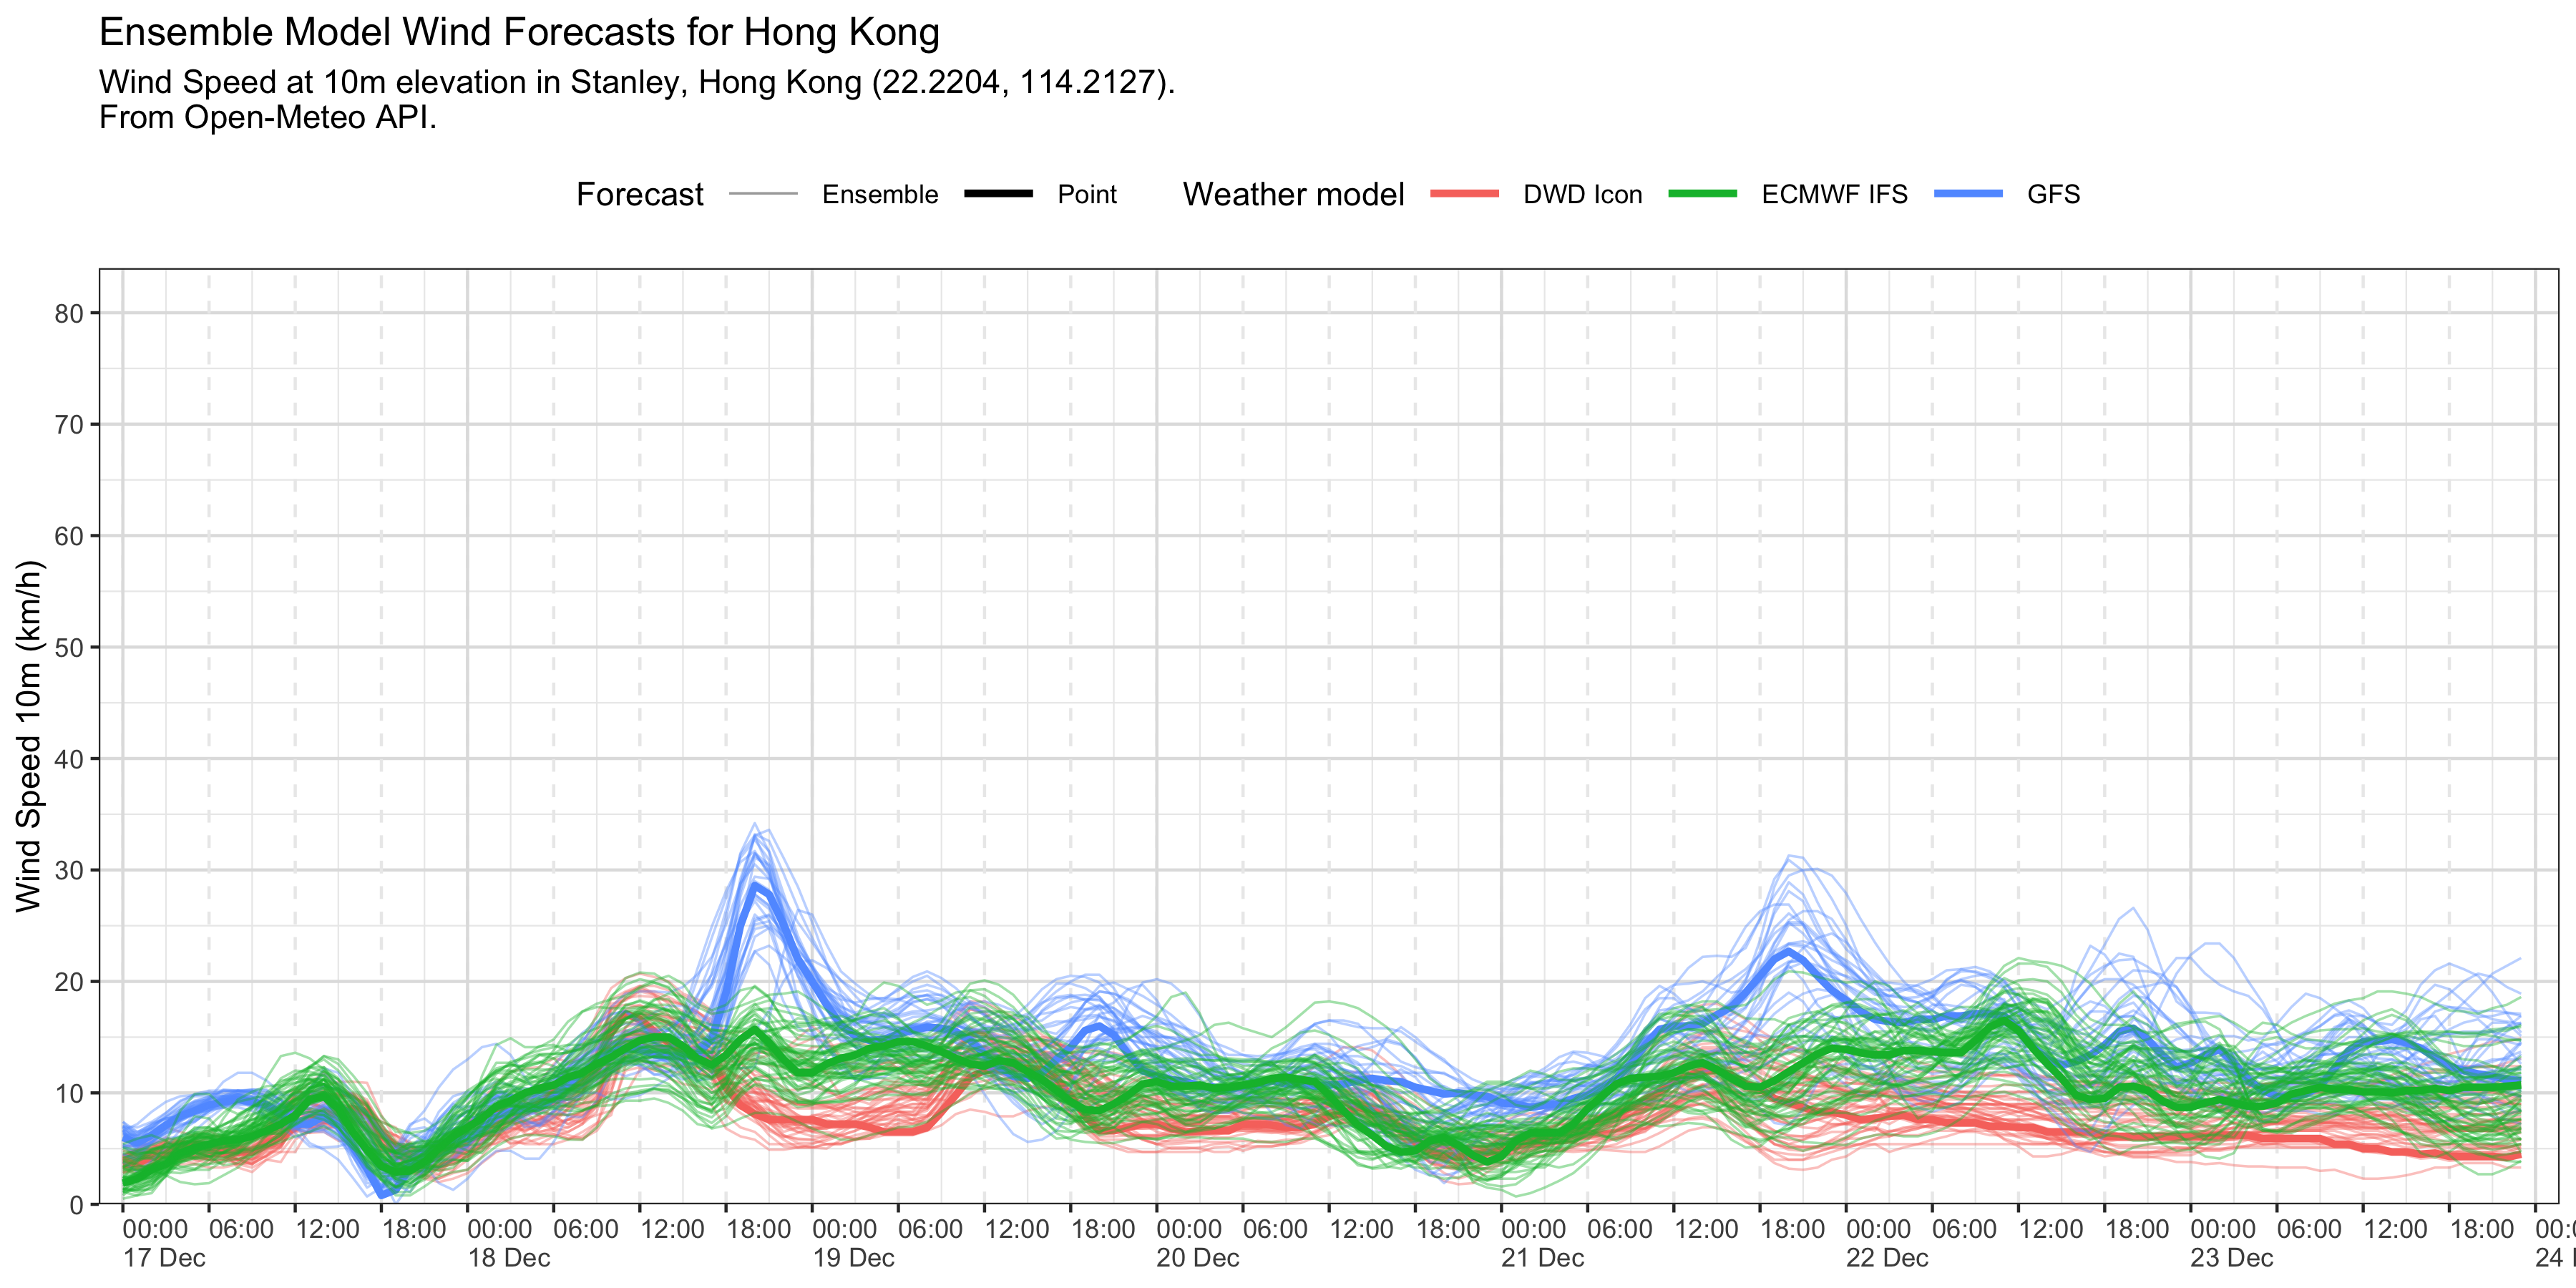 Ensemble Model Wind Forecasts for Hong Kong
Wind Speed at 10m elevation in Stanley, Hong Kong (22.2204, 114.2127).
From Open-Meteo API.
Forecast Ensemble Point Weather model DWD Icon ECMWF IFS GFS
Wind Speed 10m (km/h)
80
70
60
50
40
30
20
10
0
00:00 06:00 12:00 18:00 00:00 06:00 12:00 18:00 00:00 06:00 12:00 18:00 00:00 06:00 12:00 18:00 00:00 06:00 12:00 18:00 00:00 06:00 12:00 18:00 00:00 06:00 12:00 18:00 00:0
17 Dec 18 Dec 19 Dec 20 Dec 21 Dec 22 Dec 23 Dec 24